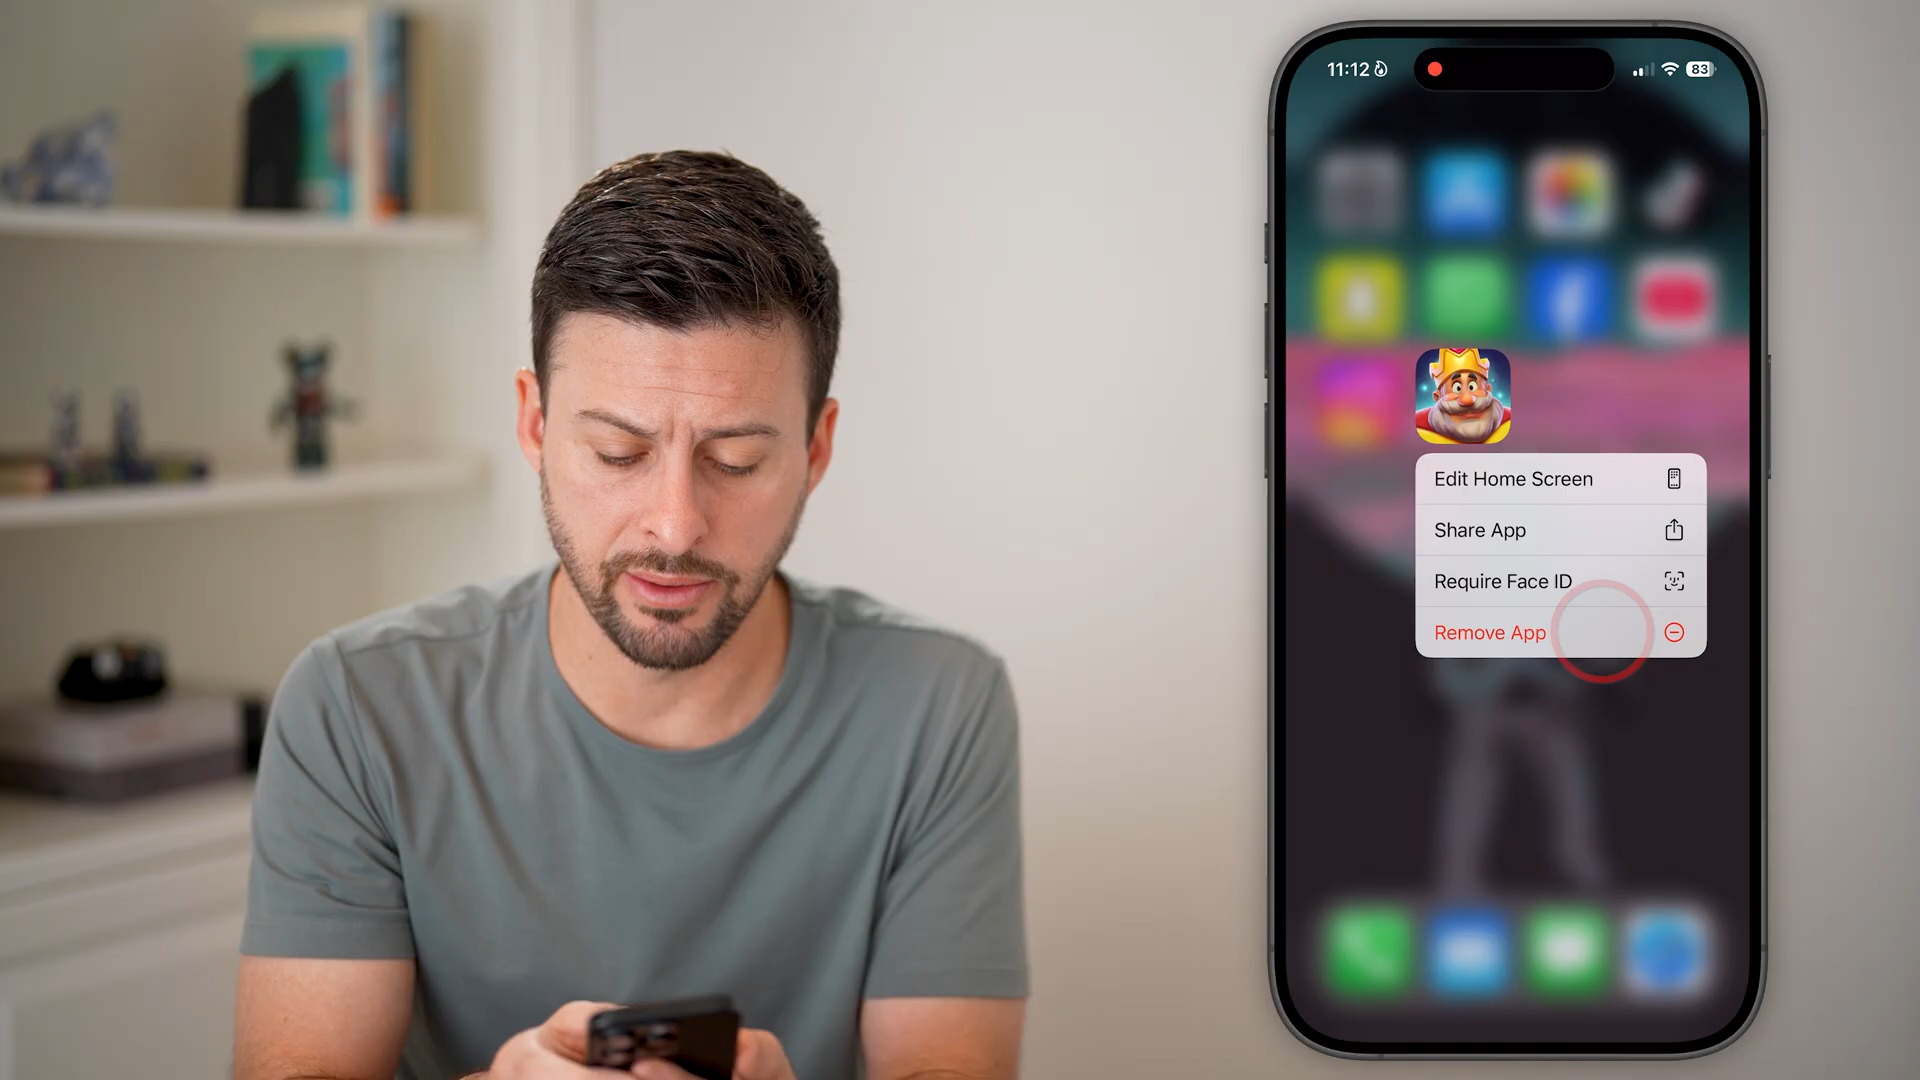 11:12
83
Edit Home Screen
Share App
Require Face ID
Remove App